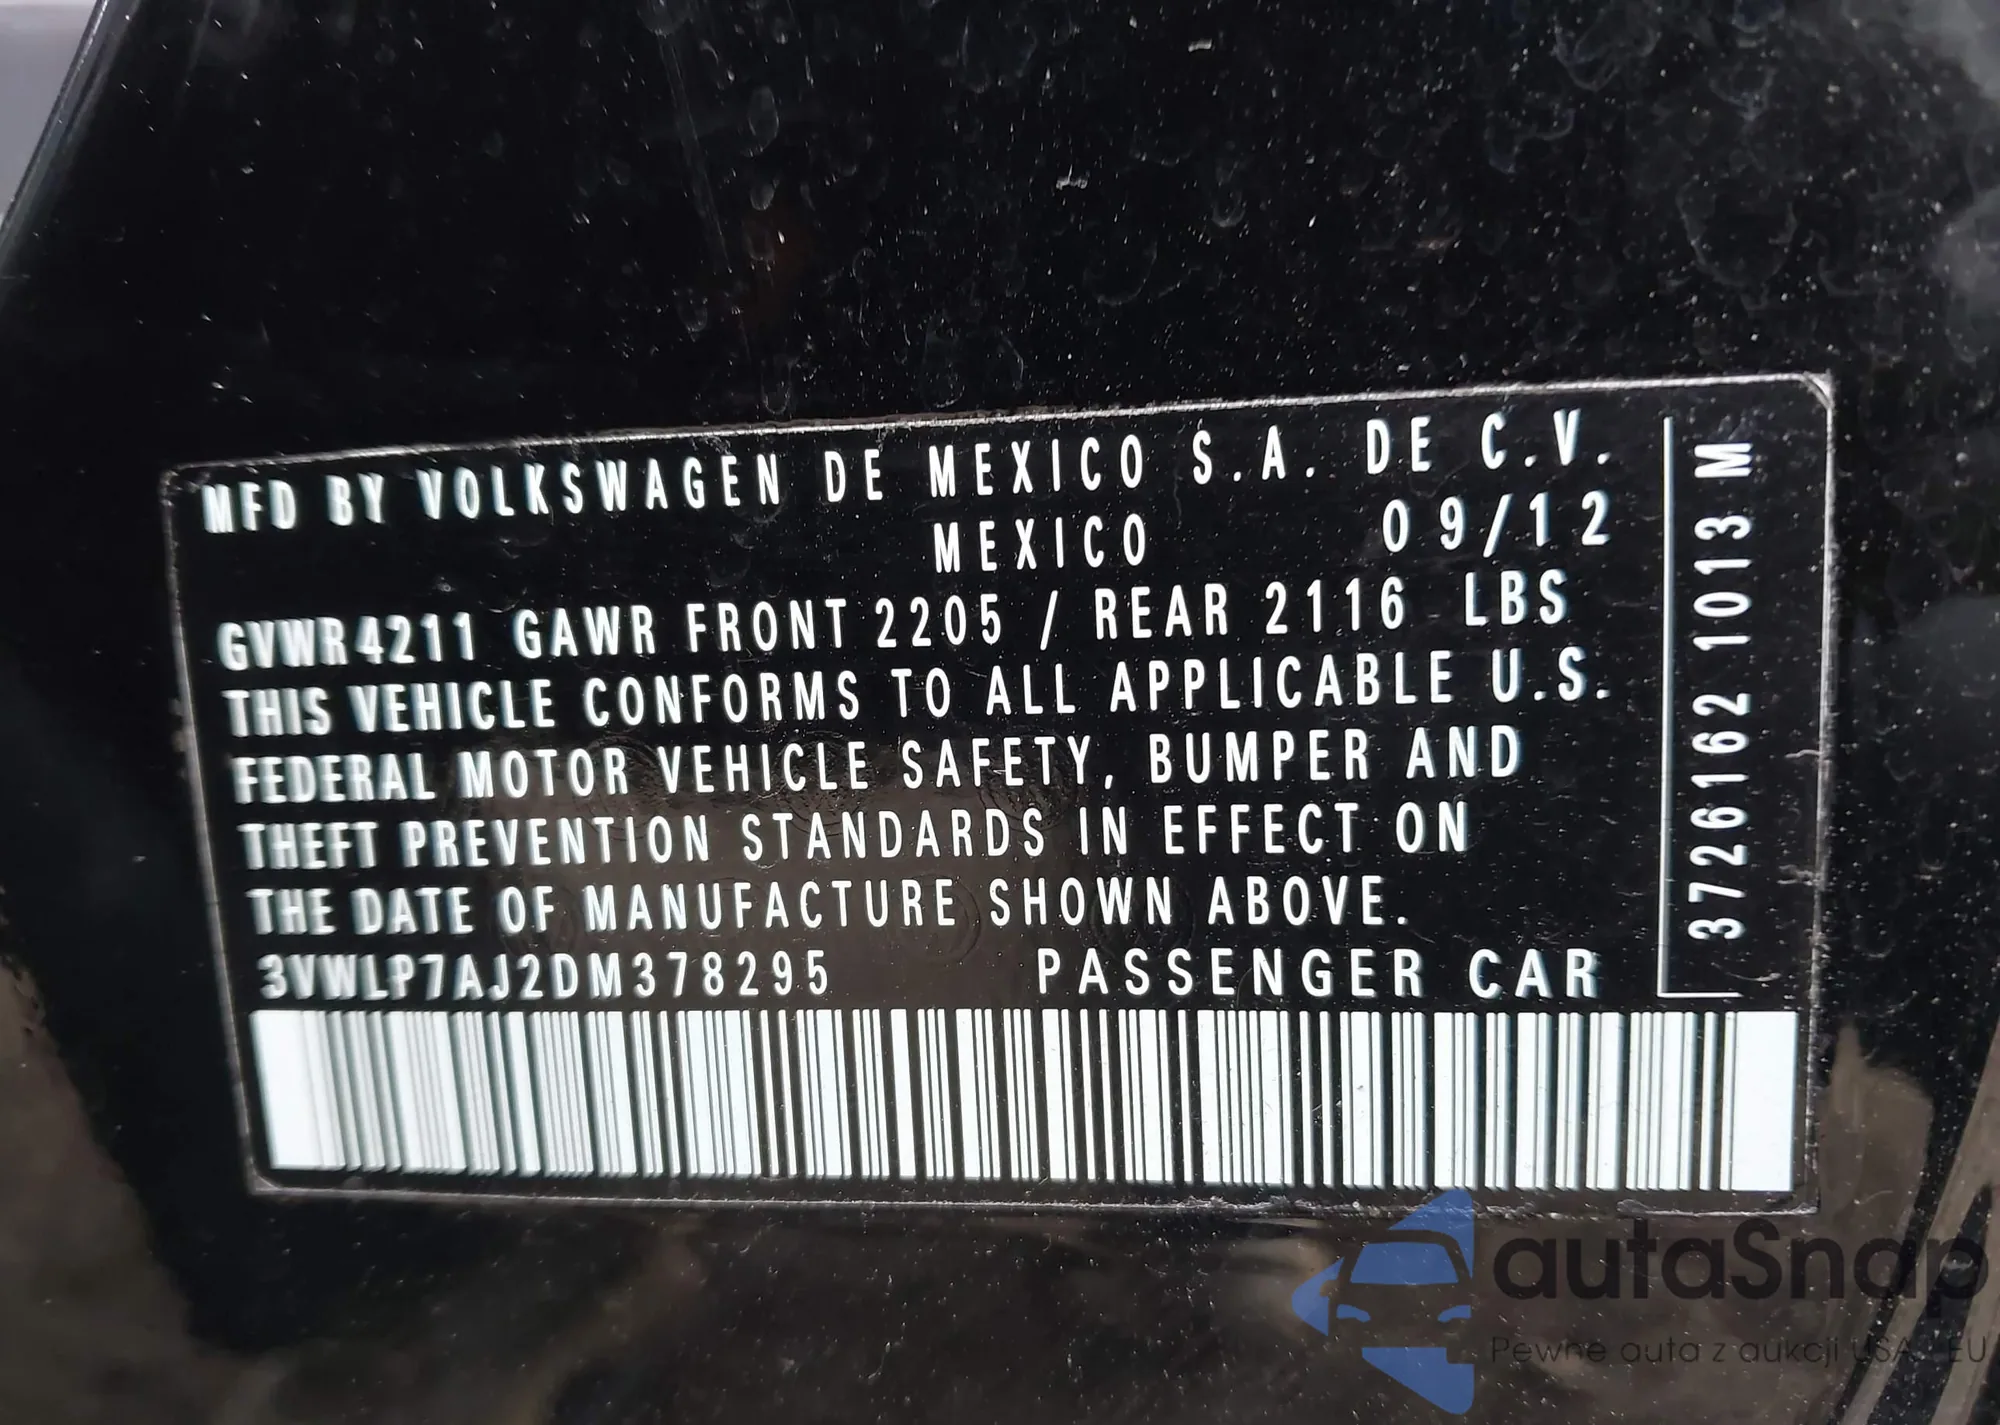 MFD BY VOLKSWAGEN DE MEXICO S.A. DE C.V.
MEXICO 09/12
GVWR 4211 GAWR FRONT 2205 / REAR 2116 LBS
THIS VEHICLE CONFORMS TO ALL APPLICABLE U.S.
FEDERAL MOTOR VEHICLE SAFETY, BUMPER AND
THEFT PREVENTION STANDARDS IN EFFECT ON
THE DATE OF MANUFACTURE SHOWN ABOVE.
3VWLP7AJ2DM378295 PASSENGER CAR
3726162 1013 M
autaSnap
Pewne auta z aukcji USA i EU